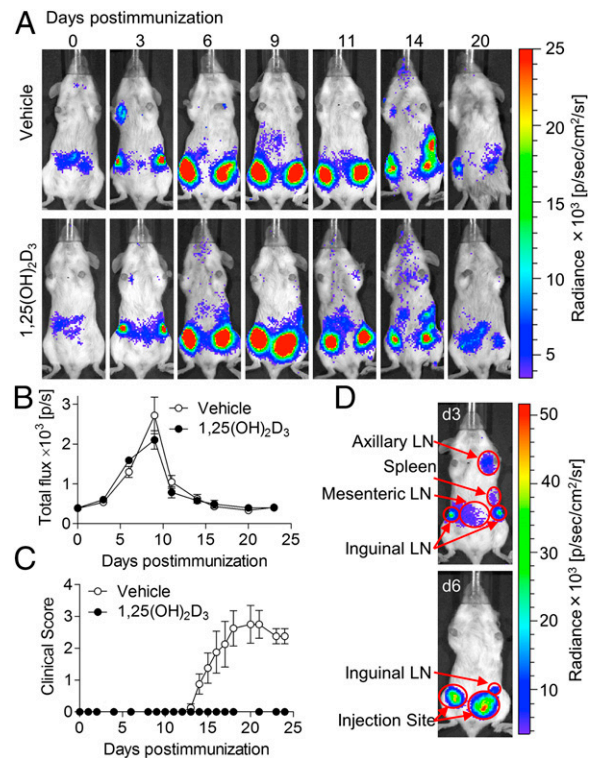 Days postimmunization
A
0 3 6 9 11 14 20
Vehicle
1,25(OH)2D3
25
20
15
10
5
Radiance × 10³ [p/sec/cm²/sr]
B
Total flux ×10³ [p/s]
3
2
1
0
Vehicle
1,25(OH)₂D₃
0 5 10 15 20 25
Days postimmunization
C
Clinical Score
4
3
2
1
0
Vehicle
1,25(OH)₂D₃
0 5 10 15 20 25
Days postimmunization
D
d3
Axillary LN
Spleen
Mesenteric LN
Inguinal LN
d6
Inguinal LN
Injection Site
50
40
30
20
10
Radiance × 10³ [p/sec/cm²/sr]